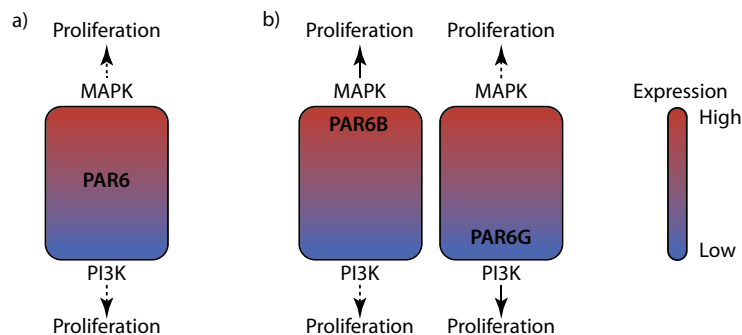 a)
Proliferation
MAPK
PAR6
PI3K
Proliferation
b)
Proliferation
MAPK
PAR6B
PI3K
Proliferation
Proliferation
MAPK
PAR6G
PI3K
Proliferation
Expression
High
Low